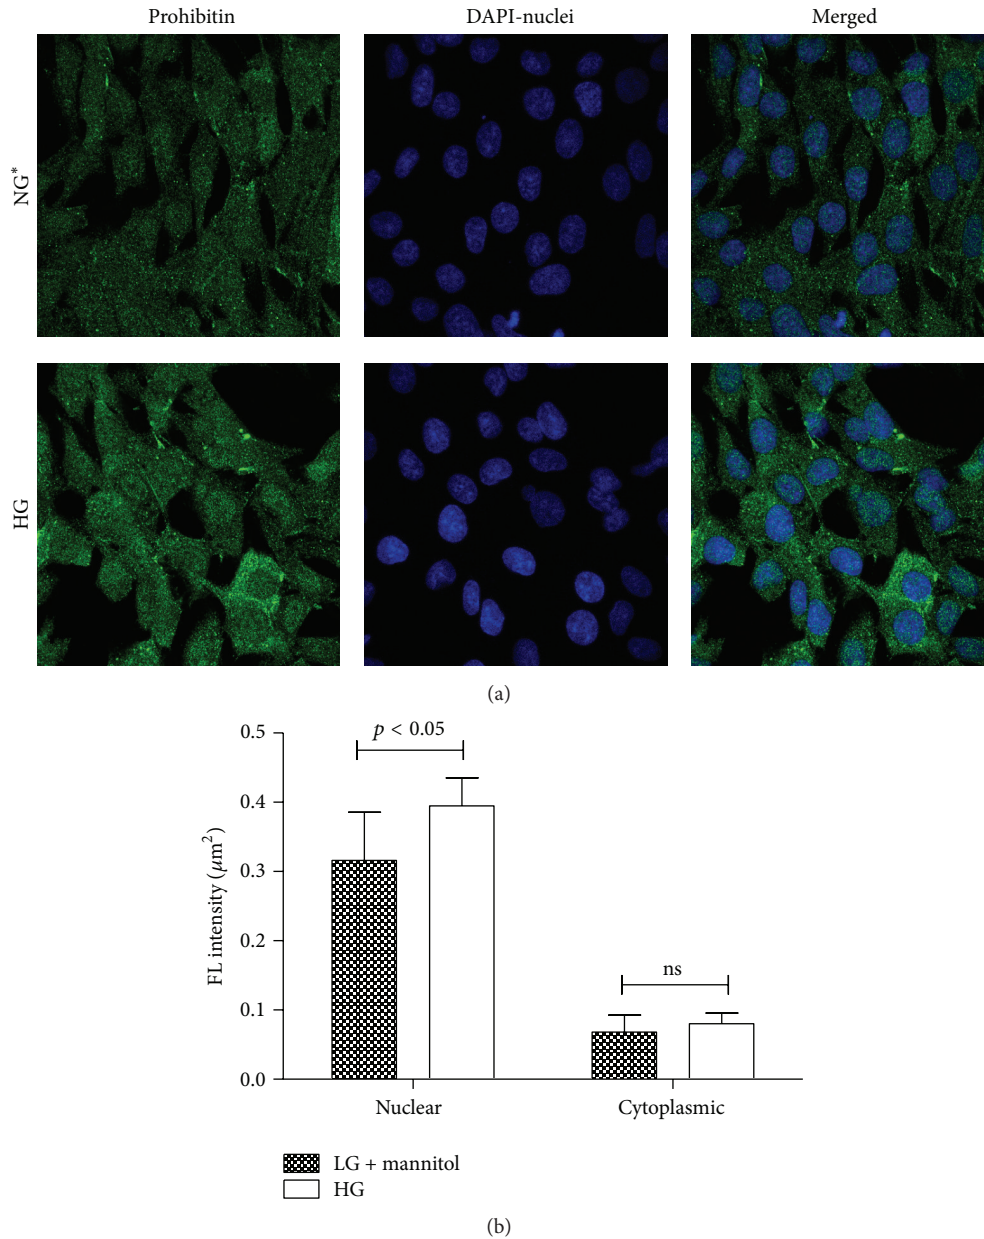 Prohibitin DAPI-nuclei Merged
NG*
HG
(a)
0.5
0.4
0.3
0.2
0.1
0.0
FL intensity (μm²)
p < 0.05
ns
Nuclear Cytoplasmic
LG + mannitol
HG
(b)